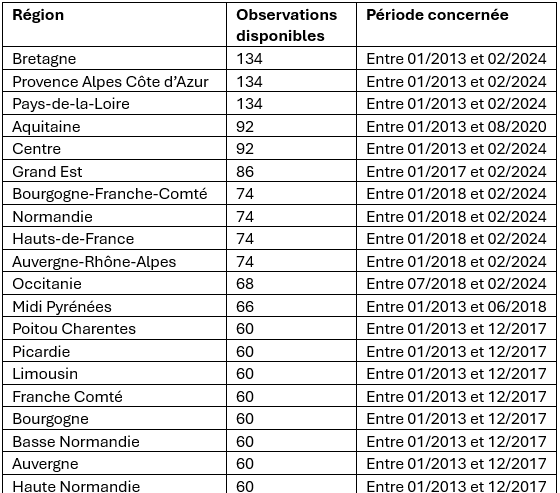 Région Observations disponibles Période concernée
Bretagne 134 Entre 01/2013 et 02/2024
Provence Alpes Côte d’Azur 134 Entre 01/2013 et 02/2024
Pays-de-la-Loire 134 Entre 01/2013 et 02/2024
Aquitaine 92 Entre 01/2013 et 08/2020
Centre 92 Entre 01/2013 et 02/2024
Grand Est 86 Entre 01/2017 et 02/2024
Bourgogne-Franche-Comté 74 Entre 01/2018 et 02/2024
Normandie 74 Entre 01/2018 et 02/2024
Hauts-de-France 74 Entre 01/2018 et 02/2024
Auvergne-Rhône-Alpes 74 Entre 01/2018 et 02/2024
Occitanie 68 Entre 07/2018 et 02/2024
Midi Pyrénées 66 Entre 01/2013 et 06/2018
Poitou Charentes 60 Entre 01/2013 et 12/2017
Picardie 60 Entre 01/2013 et 12/2017
Limousin 60 Entre 01/2013 et 12/2017
Franche Comté 60 Entre 01/2013 et 12/2017
Bourgogne 60 Entre 01/2013 et 12/2017
Basse Normandie 60 Entre 01/2013 et 12/2017
Auvergne 60 Entre 01/2013 et 12/2017
Haute Normandie 60 Entre 01/2013 et 12/2017